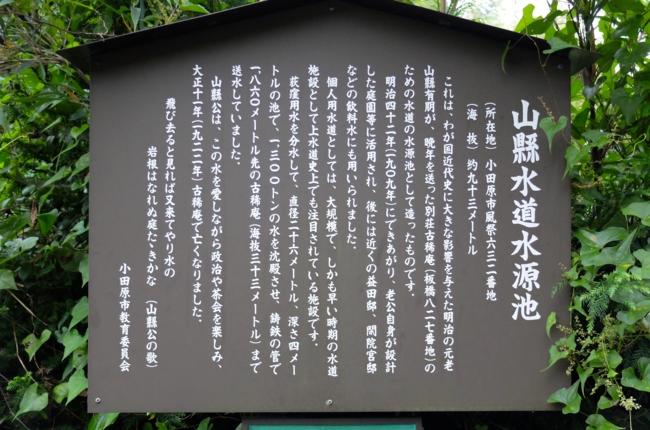 山縣水道水源池
(所在地) 小田原市風祭六三二番地
(海 抜) 約九十三メートル
これは、わが国近代史に大きな影響を与えた明治の元老
山縣有朋が、晩年を送った別荘古稀庵(板橋八二七番地)の
ための水道の水源池として造ったものです。
明治四十二年(一九〇九年)にできあがり、老公自身が設計
した庭園等に活用され、後には近くの益田邸、閑院宮邸
などの飲料水にも用いられました。
個人用水道としては、大規模で、しかも早い時期の水道
施設として上水道史上でも注目されている施設です。
荻窪用水を分水して、直径二十六メートル、深さ四メー
トルの池で、一、三〇〇トンの水を沈殿させ、鋳鉄の管で
一八六〇メートル先の古稀庵(海抜三十三メートル)まで
送水していました。
山縣公は、この水を愛しながら政治や茶会を楽しみ、
大正十一年(一九二二年)古稀庵で亡くなりました。
飛び去ると見れば又来てやり水の
岩根はなれぬ庭たゝきかな (山縣公の歌)
小田原市教育委員会